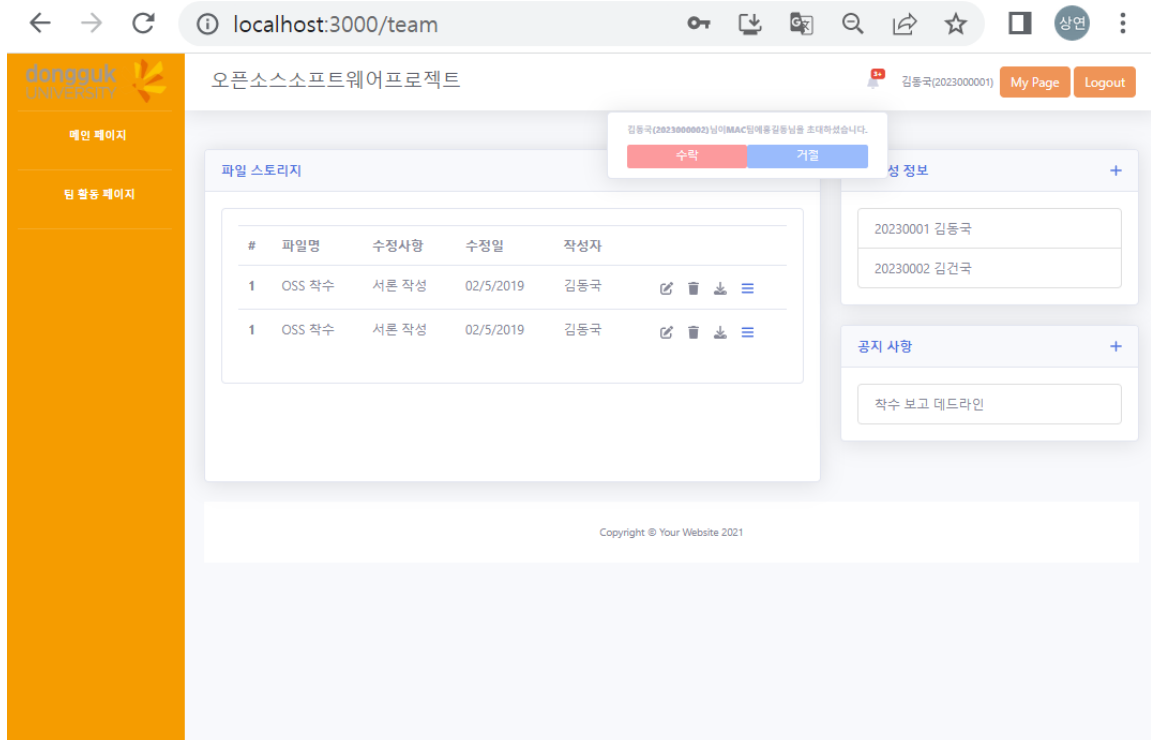 localhost:3000/team
상연
dongguk
UNIVERSITY
오픈소스소프트웨어프로젝트
3+
김동국(2023000001)
My Page
Logout
메인 페이지
팀 활동 페이지
김동국(2023000002)님이MAC팀에홍길동님을 초대하셨습니다.
수락
거절
파일 스토리지
# 파일명 수정사항 수정일 작성자
1 OSS 착수 서론 작성 02/5/2019 김동국
1 OSS 착수 서론 작성 02/5/2019 김동국
성 정보
+
20230001 김동국
20230002 김건국
공지 사항
+
착수 보고 데드라인
Copyright © Your Website 2021